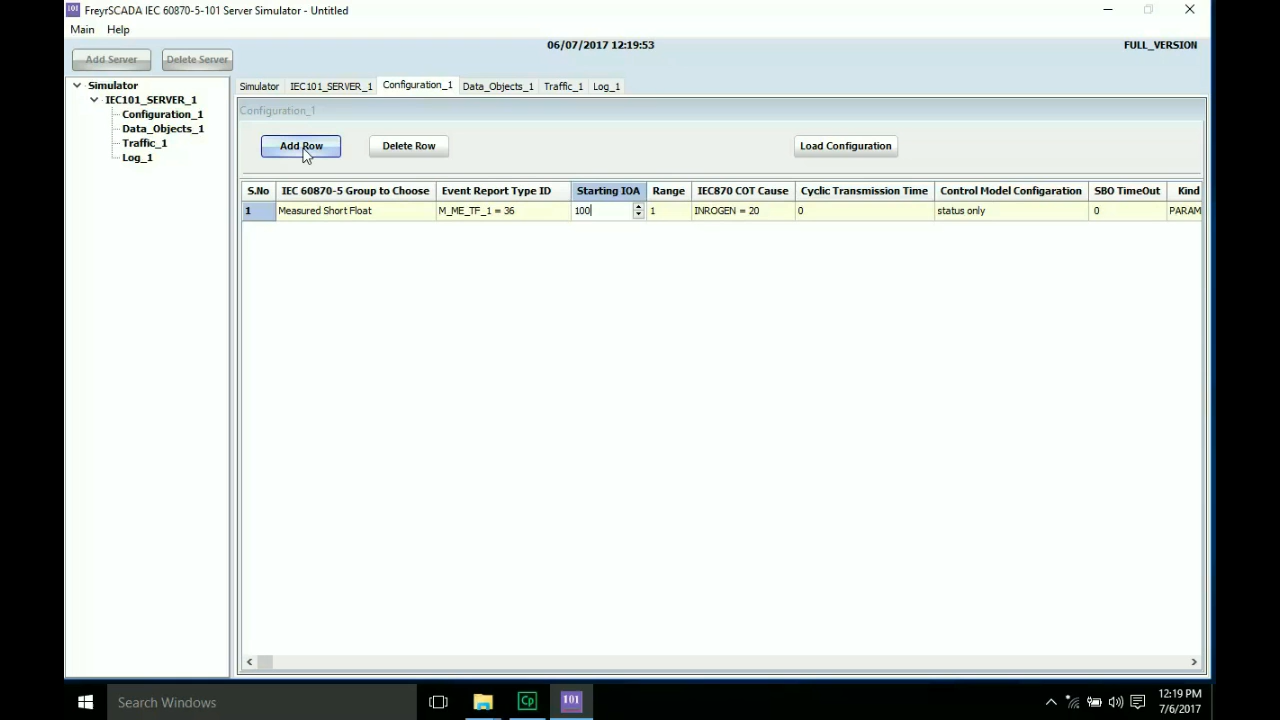 101 FreyrSCADA IEC 60870-5-101 Server Simulator - Untitled
Main Help
06/07/2017 12:19:53 FULL_VERSION
Add Server Delete Server
Simulator
IEC101_SERVER_1
Configuration_1
Data_Objects_1
Traffic_1
Log_1
Simulator IEC101_SERVER_1 Configuration_1 Data_Objects_1 Traffic_1 Log_1
Configuration_1
Add Row Delete Row Load Configuration
S.No IEC 60870-5 Group to Choose Event Report Type ID Starting IOA Range IEC870 COT Cause Cyclic Transmission Time Control Model Configaration SBO TimeOut Kind
1 Measured Short Float M_ME_TF_1 = 36 100 1 INROGEN = 20 0 status only 0 PARAM
Search Windows Cp 101 12:19 PM
7/6/2017